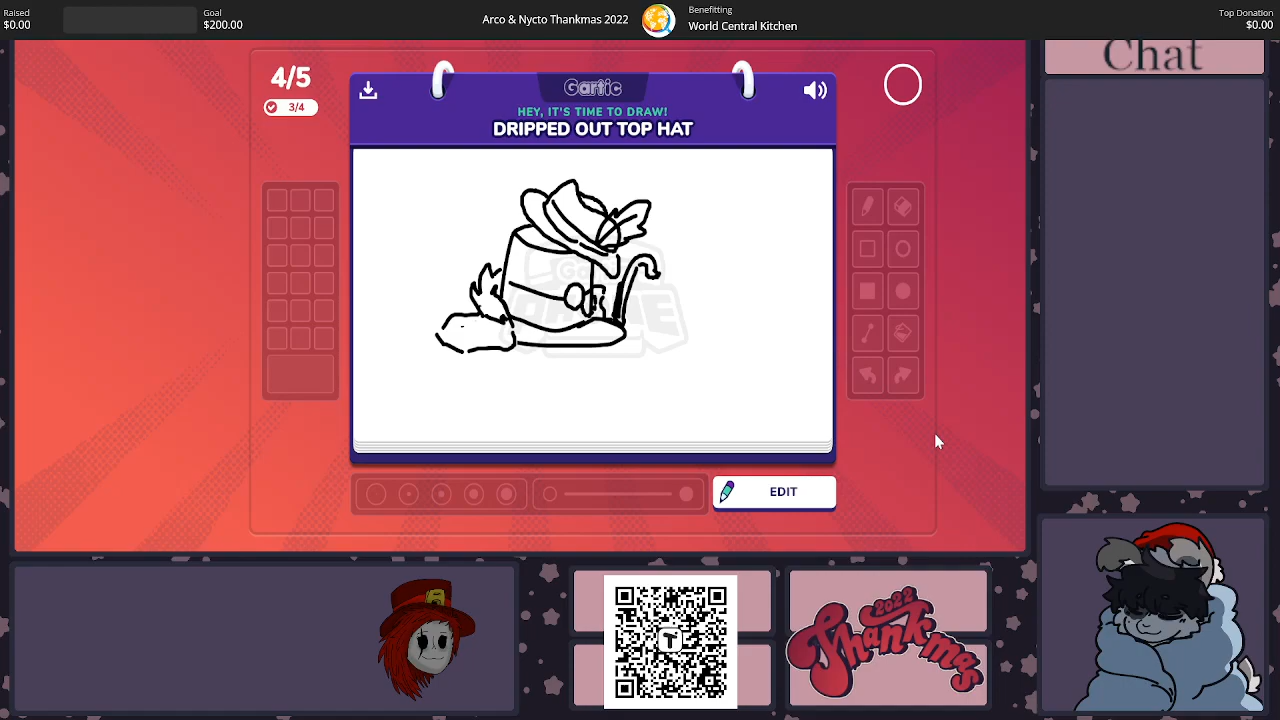 Raised
$0.00
Goal
$200.00
Arco & Nycto Thankmas 2022
Benefitting
World Central Kitchen
Top Donation
$0.00
Chat
4/5
3/4
Gartic
HEY, IT'S TIME TO DRAW!
DRIPPED OUT TOP HAT
EDIT
T
2022
Thankmas